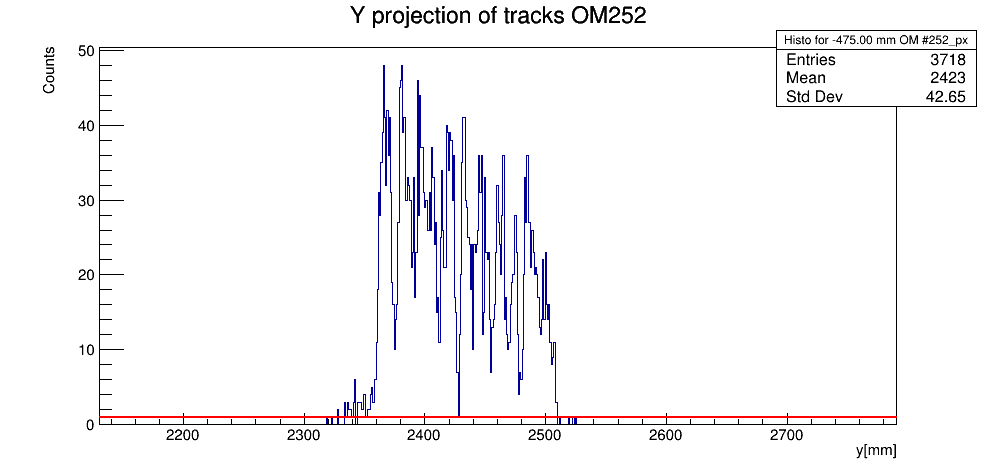 Y projection of tracks OM252
Histo for -475.00 mm OM #252_px
Entries 3718
Mean 2423
Std Dev 42.65
Counts
50
40
30
20
10
0
2200 2300 2400 2500 2600 2700
y[mm]